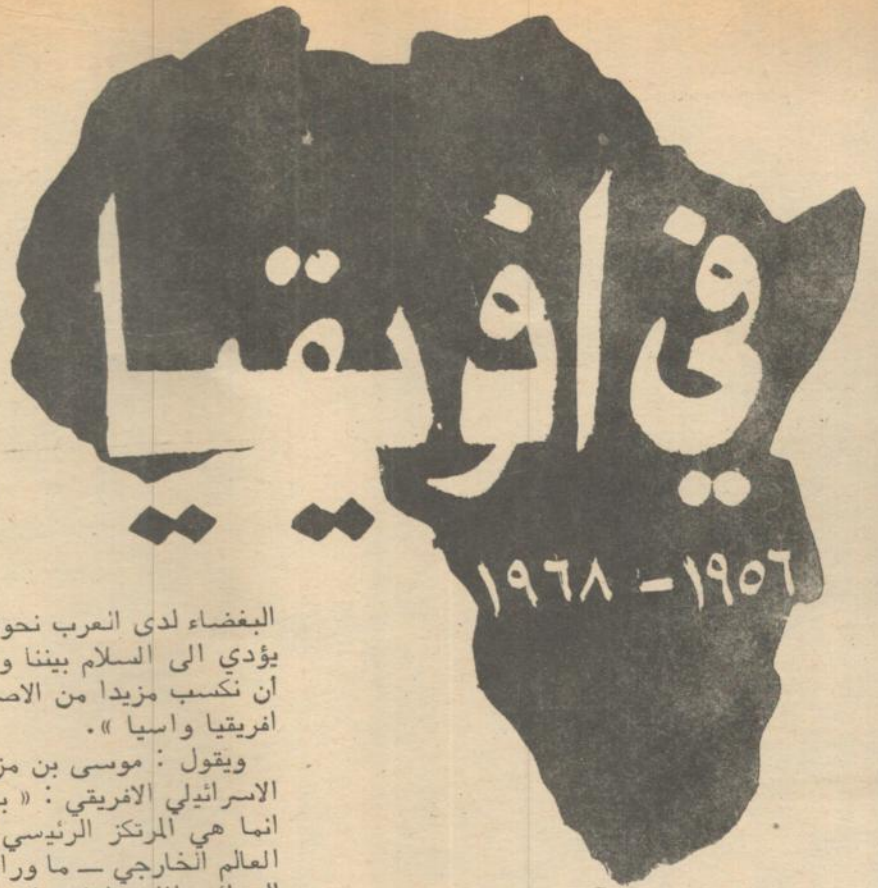 في افريقيا
١٩٥٦ - ١٩٦٨
البغضاء لدى العرب نحو
يؤدي الى السلام بيننا و
أن نكسب مزيدا من الاص
افريقيا واسيا » .
ويقول : موسى بن مز
الاسرائيلي الافريقي : « ب
انما هي المرتكز الرئيسي
العالم الخارجي — ما ورا